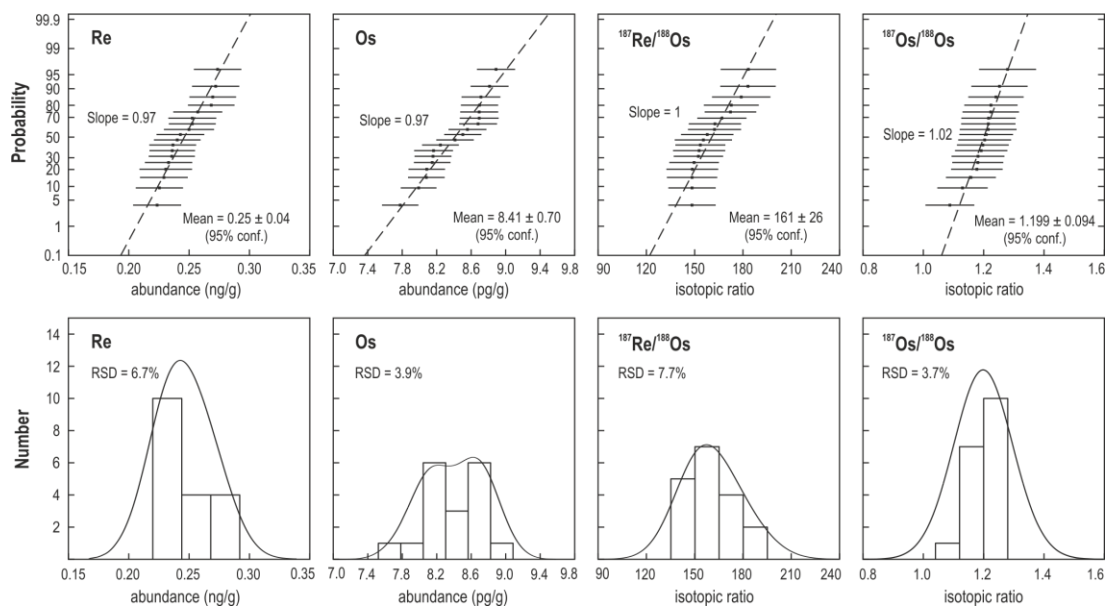 Probability
99.9
99
95
80
50
30
20
10
5
1
0.1
Re
Slope = 0.97
Mean = 0.25 ± 0.04
(95% conf.)
0.15 0.20 0.25 0.30 0.35
abundance (ng/g)
Os
Slope = 0.97
Mean = 8.41 ± 0.70
(95% conf.)
7.0 7.4 7.8 8.2 8.6 9.0 9.4 9.8
abundance (pg/g)
¹⁸⁷Re/¹⁸⁸Os
Slope = 1
Mean = 161 ± 26
(95% conf.)
90 120 150 180 210 240
isotopic ratio
¹⁸⁷Os/¹⁸⁸Os
Slope = 1.02
Mean = 1.199 ± 0.094
(95% conf.)
0.8 1.0 1.2 1.4 1.6
isotopic ratio
Number
14
12
10
8
6
4
2
Re
RSD = 6.7%
0.15 0.20 0.25 0.30 0.35
abundance (ng/g)
Os
RSD = 3.9%
7.0 7.4 7.8 8.2 8.6 9.0 9.4 9.8
abundance (pg/g)
¹⁸⁷Re/¹⁸⁸Os
RSD = 7.7%
90 120 150 180 210 240
isotopic ratio
¹⁸⁷Os/¹⁸⁸Os
RSD = 3.7%
0.8 1.0 1.2 1.4 1.6
isotopic ratio